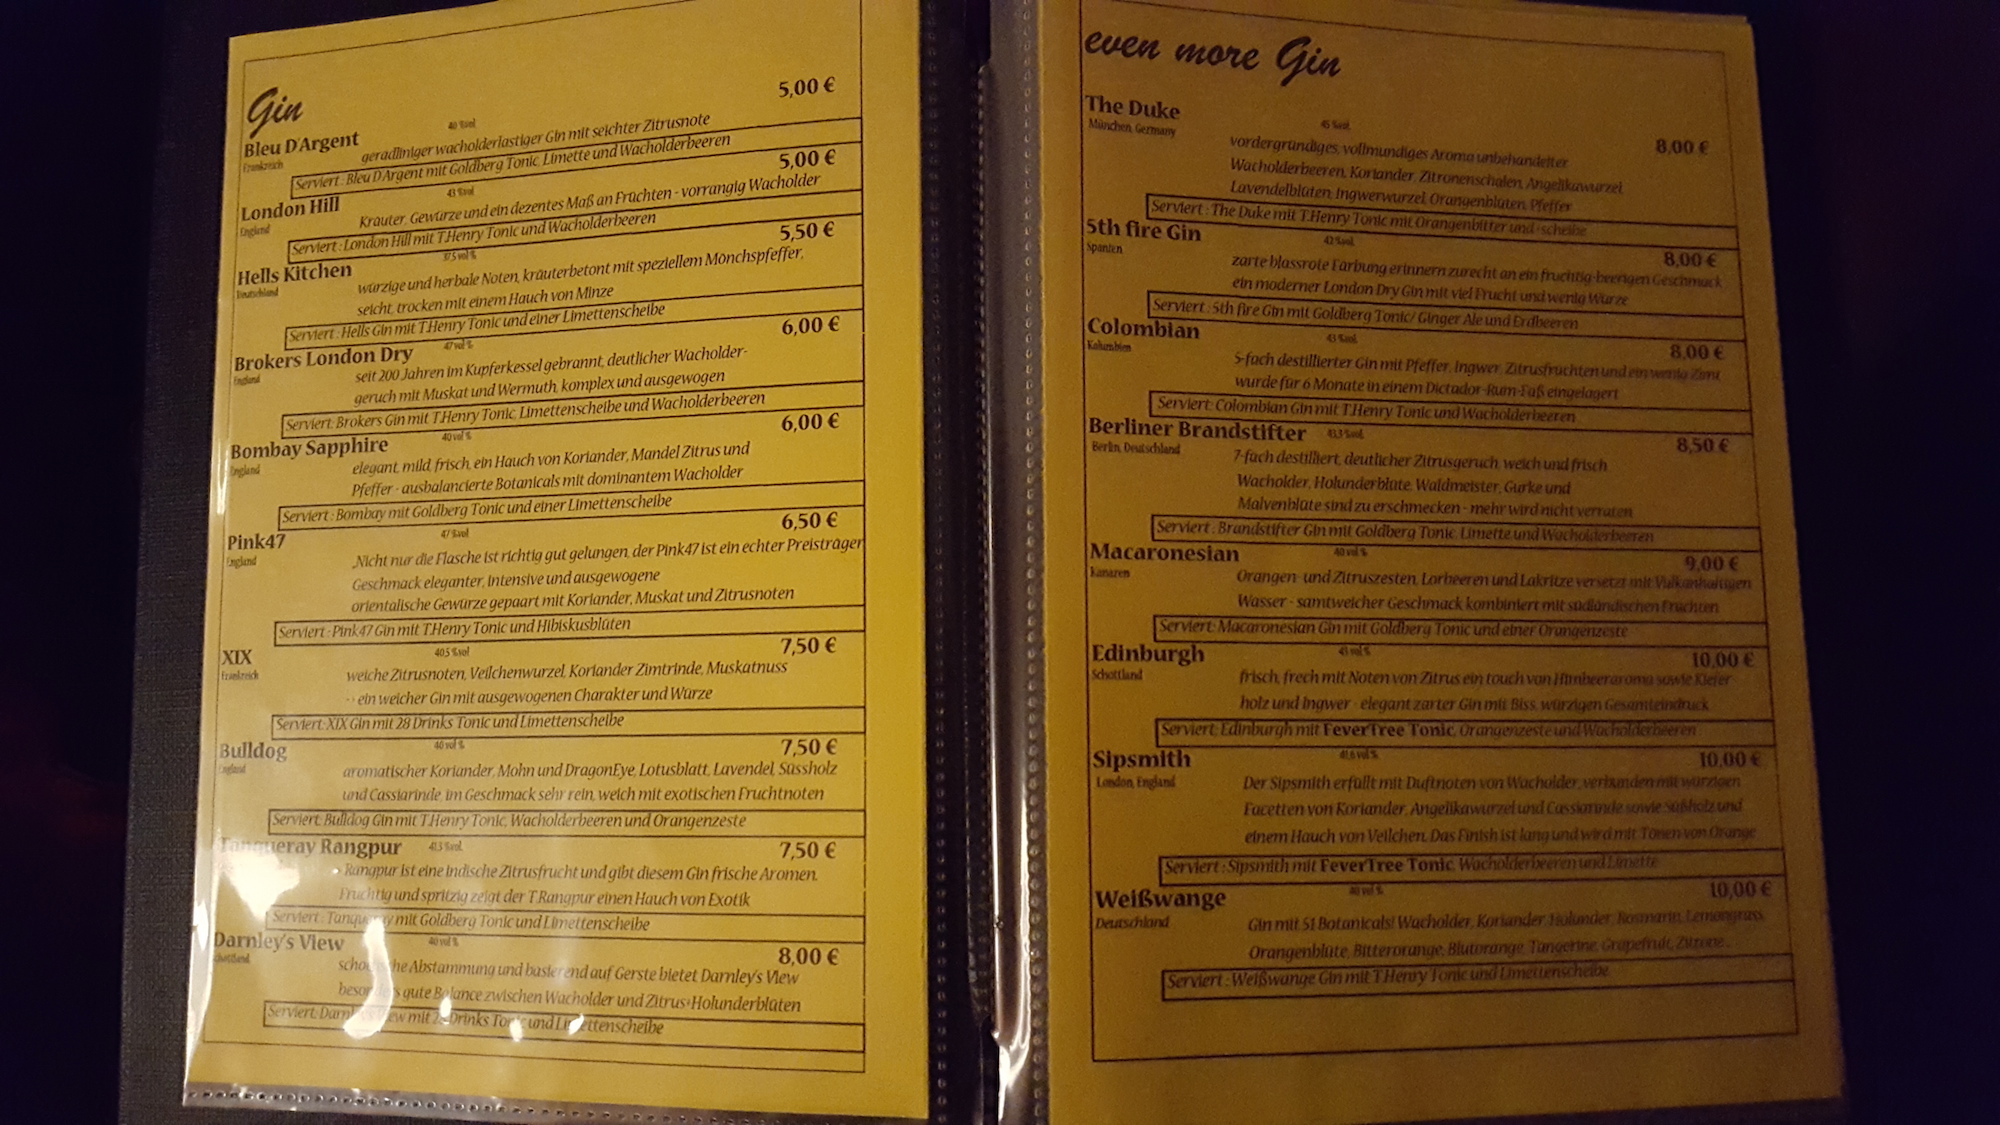 Gin
5,00 €
Bleu D'Argent 40 %vol
Frankreich
geradliniger wacholderlastiger Gin mit seichter Zitrusnote
Serviert : Bleu D'Argent mit Goldberg Tonic, Limette und Wacholderbeeren
5,00 €
London Hill 43 %vol
England
Kräuter, Gewürze und ein dezentes Maß an Früchten - vorrangig Wacholder
Serviert : London Hill mit T.Henry Tonic und Wacholderbeeren
5,50 €
Hells Kitchen 37,5 vol %
Deutschland
würzige und herbale Noten, kräuterbetont mit speziellem Mönchspfeffer,
seicht, trocken mit einem Hauch von Minze
Serviert : Hells Gin mit T.Henry Tonic und einer Limettenscheibe
6,00 €
Brokers London Dry 47 vol %
England
seit 200 Jahren im Kupferkessel gebrannt, deutlicher Wacholder-
geruch mit Muskat und Wermuth, komplex und ausgewogen
Serviert: Brokers Gin mit T.Henry Tonic, Limettenscheibe und Wacholderbeeren
6,00 €
Bombay Sapphire 40 vol %
England
elegant, mild, frisch, ein Hauch von Koriander, Mandel Zitrus und
Pfeffer - ausbalancierte Botanicals mit dominantem Wacholder
Serviert : Bombay mit Goldberg Tonic und einer Limettenscheibe
6,50 €
Pink47 47 %vol
England
„Nicht nur die Flasche ist richtig gut gelungen, der Pink47 ist ein echter Preisträger
Geschmack eleganter, intensive und ausgewogene
orientalische Gewürze gepaart mit Koriander, Muskat und Zitrusnoten
Serviert : Pink47 Gin mit T.Henry Tonic und Hibiskusblüten
7,50 €
XIX 40,5 %vol
Frankreich
weiche Zitrusnoten, Veilchenwurzel, Koriander Zimtrinde, Muskatnuss
- - ein weicher Gin mit ausgewogenen Charakter und Würze
Serviert: XIX Gin mit 28 Drinks Tonic und Limettenscheibe
7,50 €
Bulldog 40 vol %
England
aromatischer Koriander, Mohn und DragonEye, Lotusblatt, Lavendel, Süssholz
und Cassiarinde, im Geschmack sehr rein, weich mit exotischen Fruchtnoten
Serviert: Bulldog Gin mit T.Henry Tonic, Wacholderbeeren und Orangenzeste
7,50 €
Tanqueray Rangpur 41,3 %vol
Rangpur ist eine indische Zitrusfrucht und gibt diesem Gin frische Aromen.
Fruchtig und spritzig zeigt der T.Rangpur einen Hauch von Exotik
Serviert : Tanqueray mit Goldberg Tonic und Limettenscheibe
8,00 €
Darnley's View 40 vol %
Schottland
schottische Abstammung und basierend auf Gerste bietet Darnley's View
besonders gute Balance zwischen Wacholder und Zitrus+Holunderblüten
Serviert: Darnley's View mit 28 Drinks Tonic und Limettenscheibe
even more Gin
The Duke 45 %vol
München, Germany
8,00 €
vordergründiges, vollmundiges Aroma unbehandelter
Wacholderbeeren, Koriander, Zitronenschalen, Angelikawurzel,
Lavendelblüten, Ingwerwurzel, Orangenblüten, Pfeffer
Serviert : The Duke mit T.Henry Tonic mit Orangenbitter und -scheibe
5th fire Gin 42 %vol
Spanien
8,00 €
zarte blassrote Färbung erinnern zurecht an ein fruchtig-beerigen Geschmack
ein moderner London Dry Gin mit viel Frucht und wenig Würze
Serviert : 5th fire Gin mit Goldberg Tonic/ Ginger Ale und Erdbeeren
Colombian 43 %vol
Kolumbien
8,00 €
5-fach destillierter Gin mit Pfeffer, Ingwer, Zitrusfrüchten und ein wenig Zimt,
wurde für 6 Monate in einem Dictador-Rum-Faß eingelagert
Serviert: Colombian Gin mit T.Henry Tonic und Wacholderbeeren
Berliner Brandstifter 43,3 %vol
Berlin, Deutschland
8,50 €
7-fach destilliert, deutlicher Zitrusgeruch, weich und frisch
Wacholder, Holunderblüte, Waldmeister, Gurke und
Malvenblüte sind zu erschmecken - mehr wird nicht verraten
Serviert : Brandstifter Gin mit Goldberg Tonic, Limette und Wacholderbeeren
Macaronesian 40 vol %
Kanaren
9,00 €
Orangen- und Zitruszesten, Lorbeeren und Lakritze versetzt mit Vulkanhaltigen
Wasser - samtweicher Geschmack kombiniert mit südländischen Früchten
Serviert: Macaronesian Gin mit Goldberg Tonic und einer Orangenzeste
Edinburgh 43 vol %
Schottland
10,00 €
frisch, frech mit Noten von Zitrus ein touch von Himbeeraroma sowie Kiefer-
holz und Ingwer - elegant zarter Gin mit Biss, würzigen Gesamteindruck
Serviert: Edinburgh mit FeverTree Tonic, Orangenzeste und Wacholderbeeren
Sipsmith 41,6 vol %
London, England
10,00 €
Der Sipsmith erfüllt mit Duftnoten von Wacholder, verbunden mit würzigen
Facetten von Koriander, Angelikawurzel und Cassiarinde sowie Süßholz und
einem Hauch von Veilchen. Das Finish ist lang und wird mit Tönen von Orange
Serviert : Sipsmith mit FeverTree Tonic, Wacholderbeeren und Limette
Weißwange 40 vol %
Deutschland
10,00 €
Gin mit 51 Botanicals! Wacholder, Koriander, Holunder, Rosmarin, Lemongrass,
Orangenblüte, Bitterorange, Blutorange, Tangerine, Grapefruit, Zitrone...
Serviert : Weißwange Gin mit T.Henry Tonic und Limettenscheibe